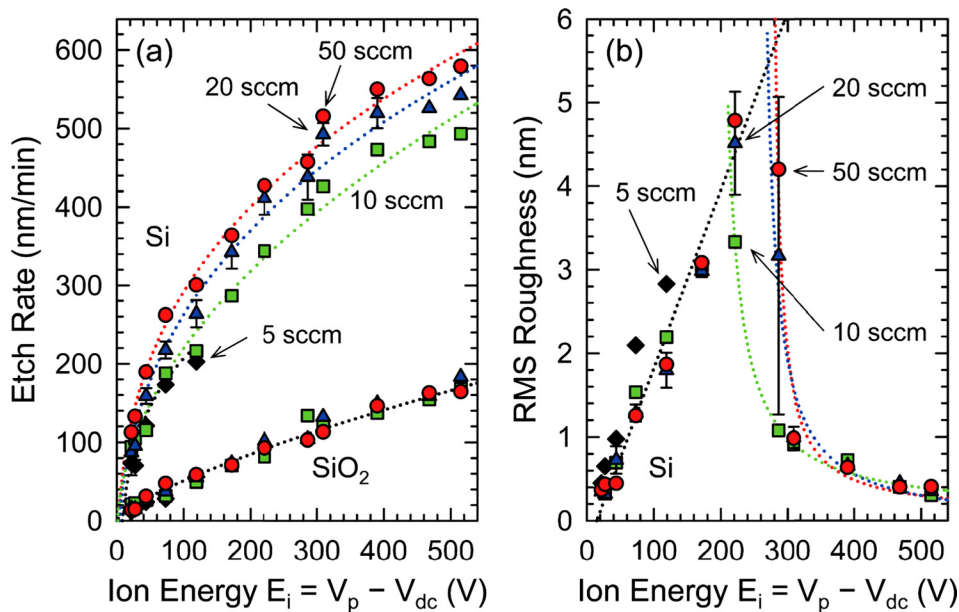 (a)
50 sccm
20 sccm
10 sccm
5 sccm
Si
SiO2
Etch Rate (nm/min)
600
500
400
300
200
100
0
0 100 200 300 400 500
Ion Energy Ei = Vp – Vdc (V)
(b)
20 sccm
50 sccm
5 sccm
10 sccm
Si
RMS Roughness (nm)
6
5
4
3
2
1
0
0 100 200 300 400 500
Ion Energy Ei = Vp – Vdc (V)